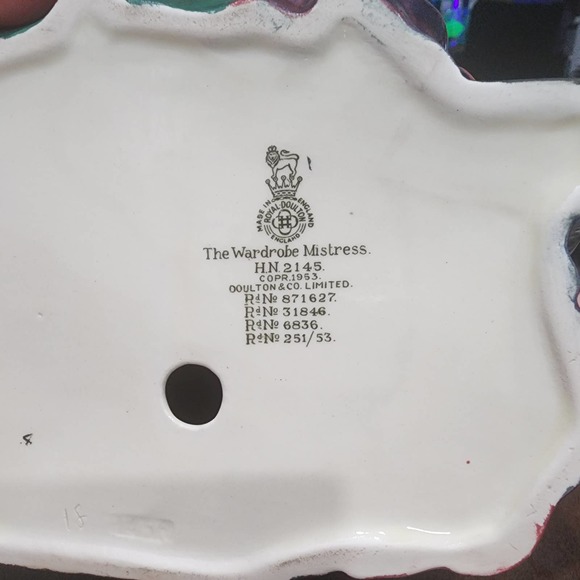 MADE IN ENGLAND
ROYAL DOULTON
ENGLAND
The Wardrobe Mistress.
H.N. 2145.
COPR. 1953.
DOULTON & CO. LIMITED.
Rd No 871627.
Rd No 31846.
Rd No 6836.
Rd No 251/53.
8